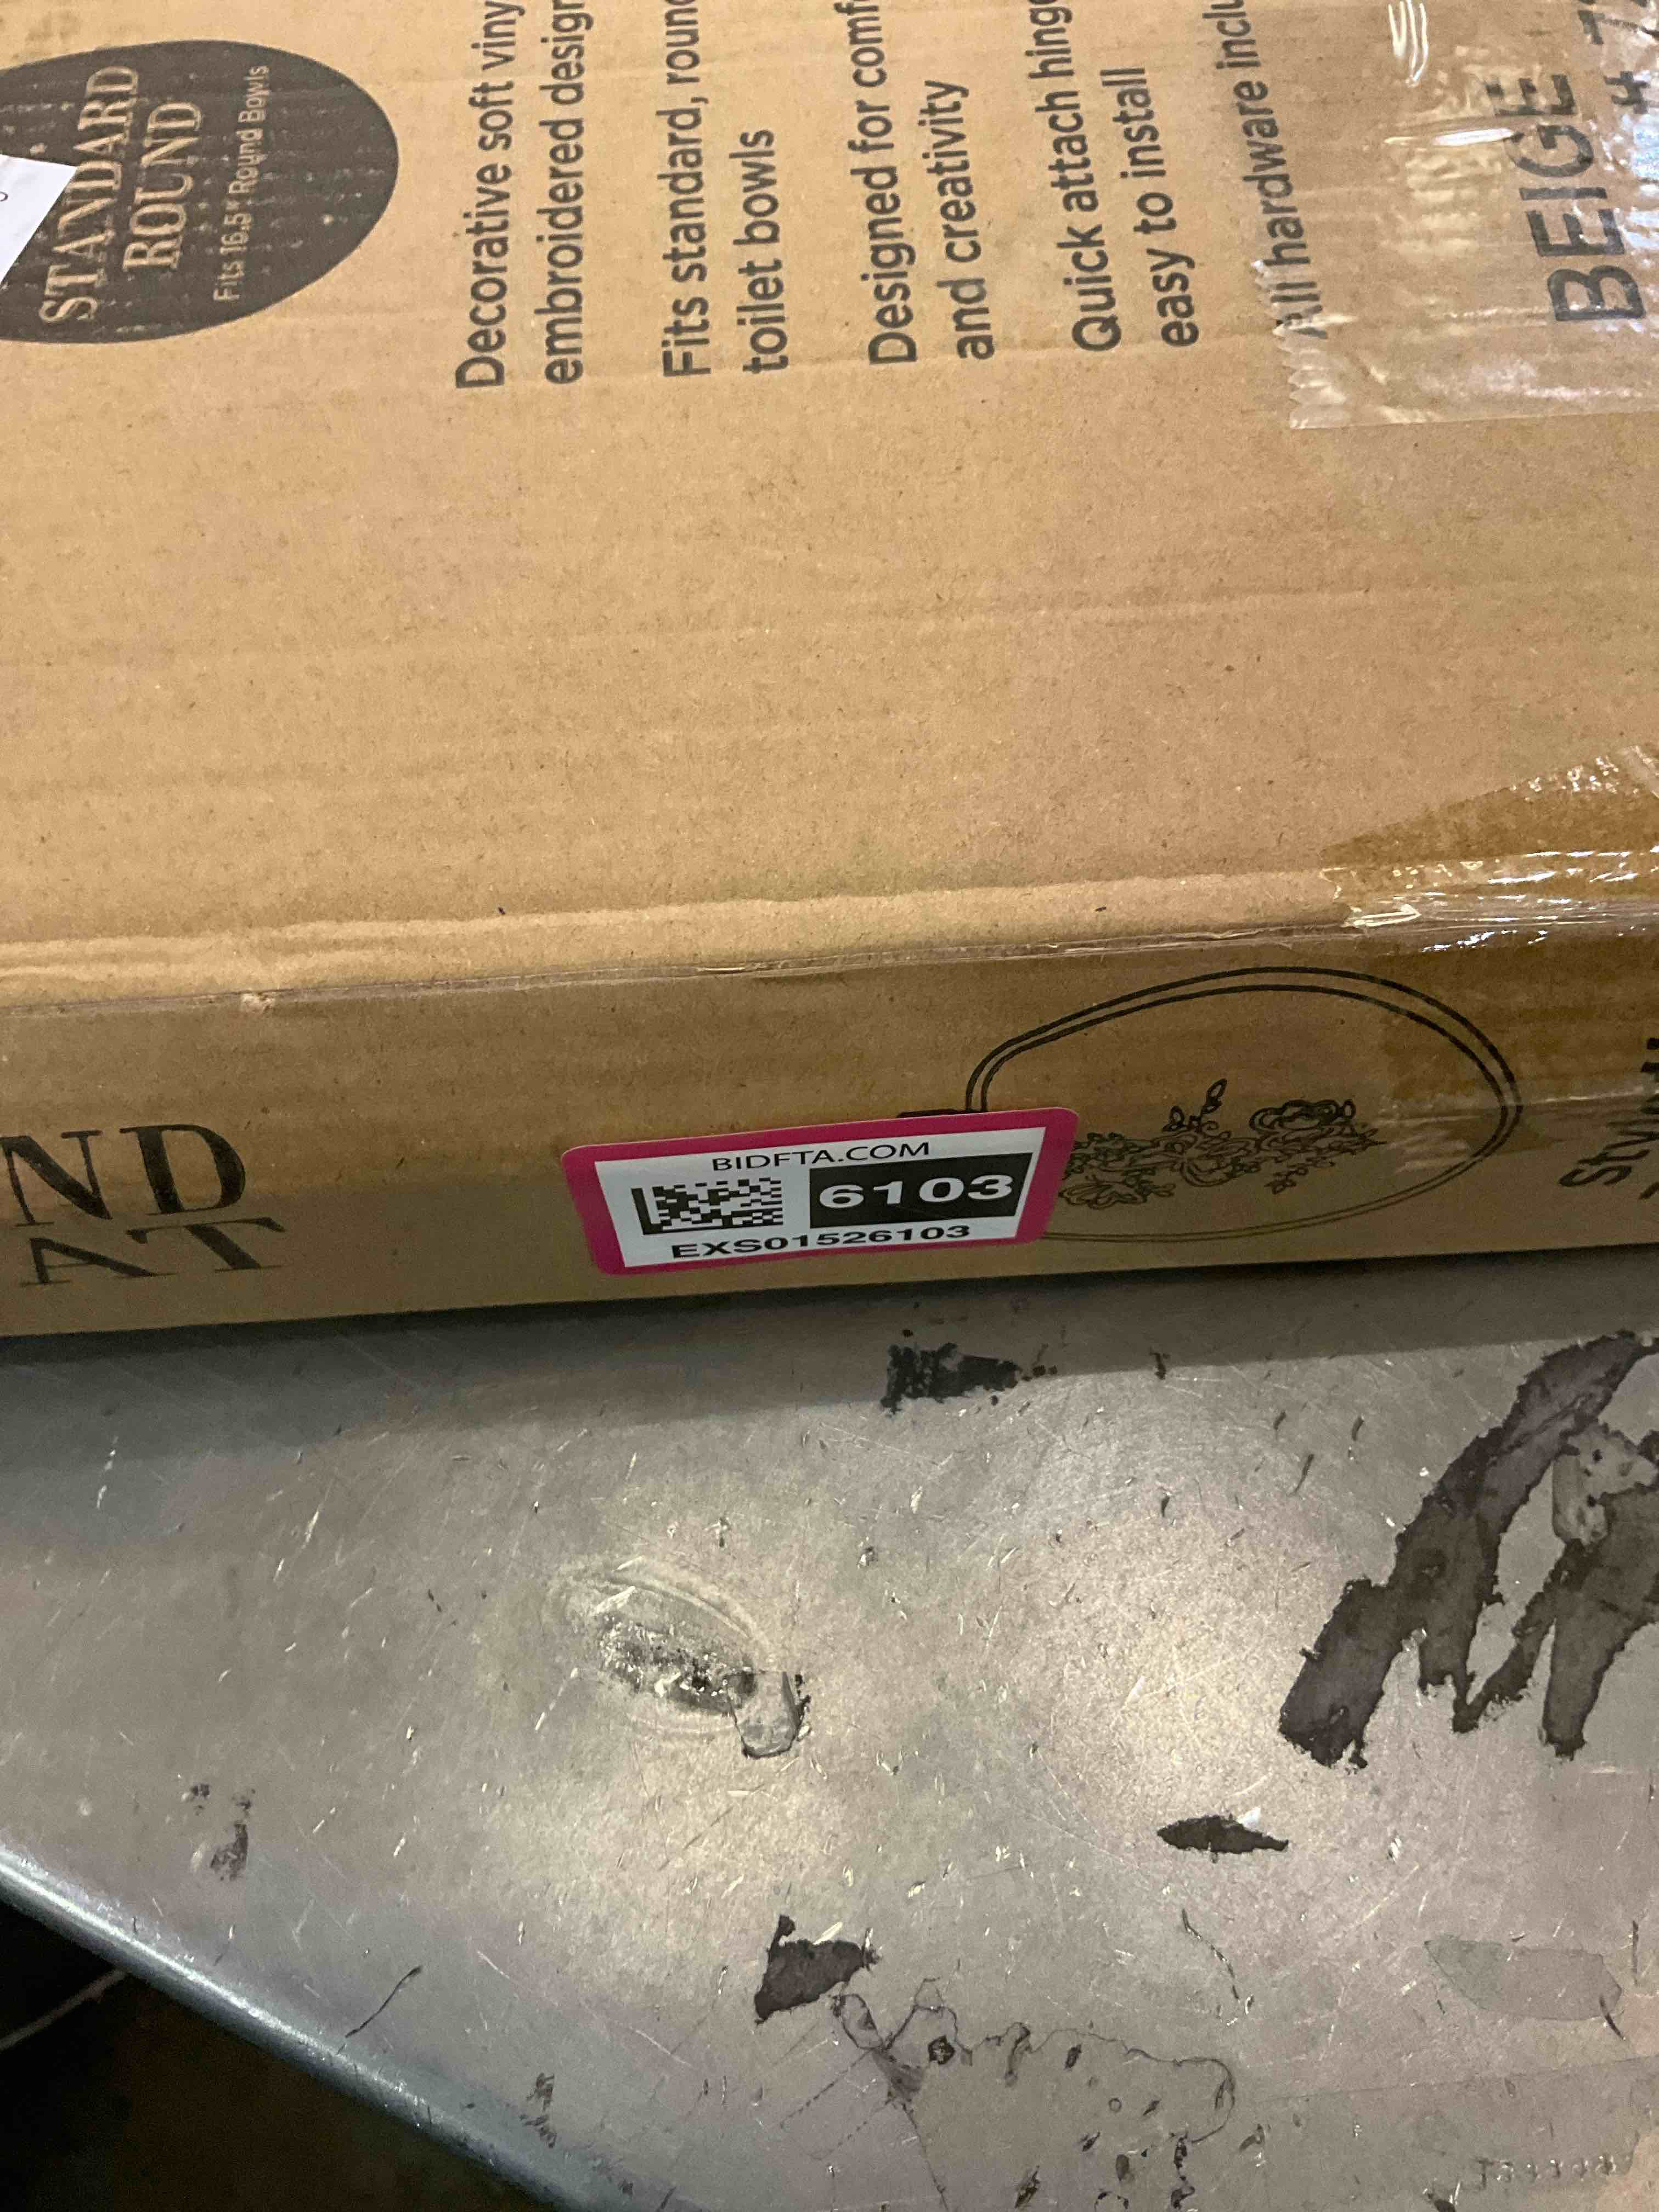 STANDARD
ROUND
Fits 16.5" Round Bowls
Decorative soft viny
embroidered desig
Fits standard, roun
toilet bowls
Designed for comf
and creativity
Quick attach hing
easy to install
All hardware inclu
BEIGE
ND
AT
BIDFTA.COM
6103
EXS01526103